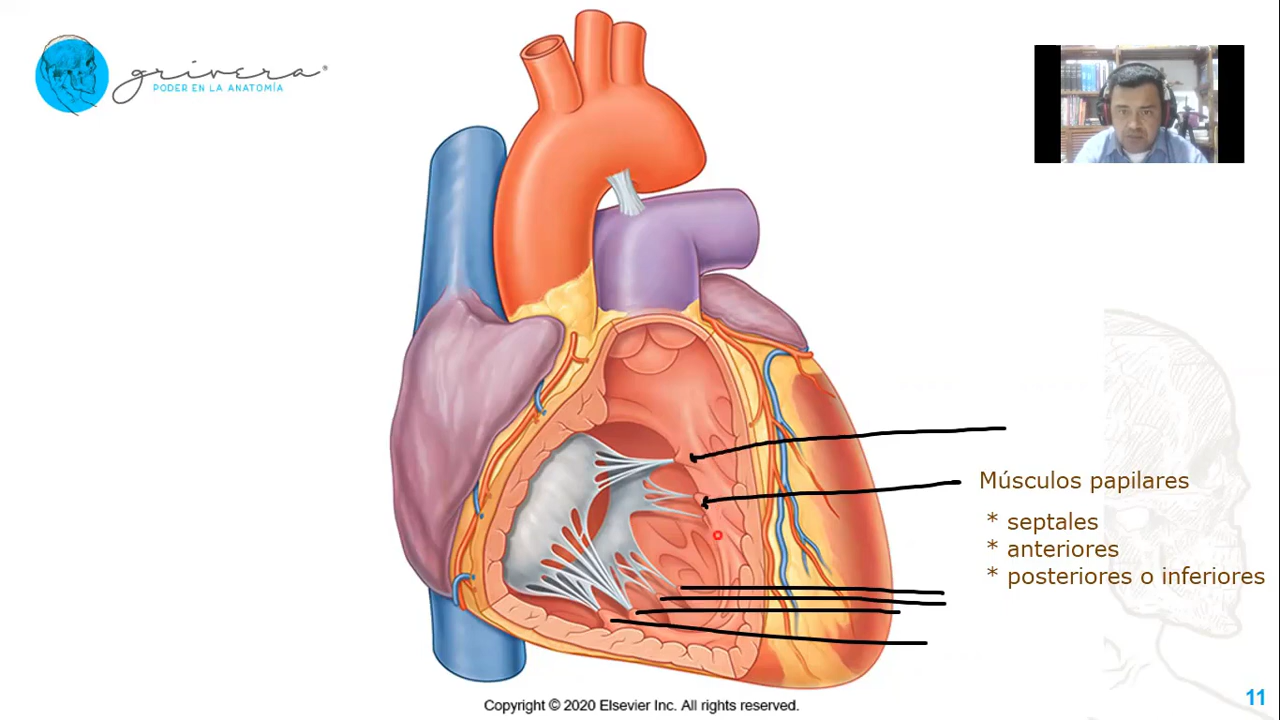 grivera®
PODER EN LA ANATOMÍA
Músculos papilares
* septales
* anteriores
* posteriores o inferiores
Copyright © 2020 Elsevier Inc. All rights reserved.
11